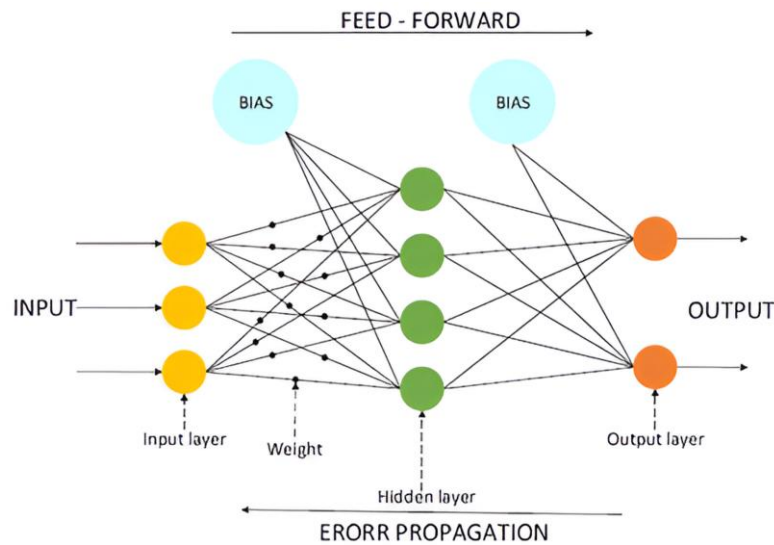 FEED - FORWARD
BIAS
BIAS
INPUT
OUTPUT
Input layer
Weight
Output layer
Hidden layer
ERORR PROPAGATION